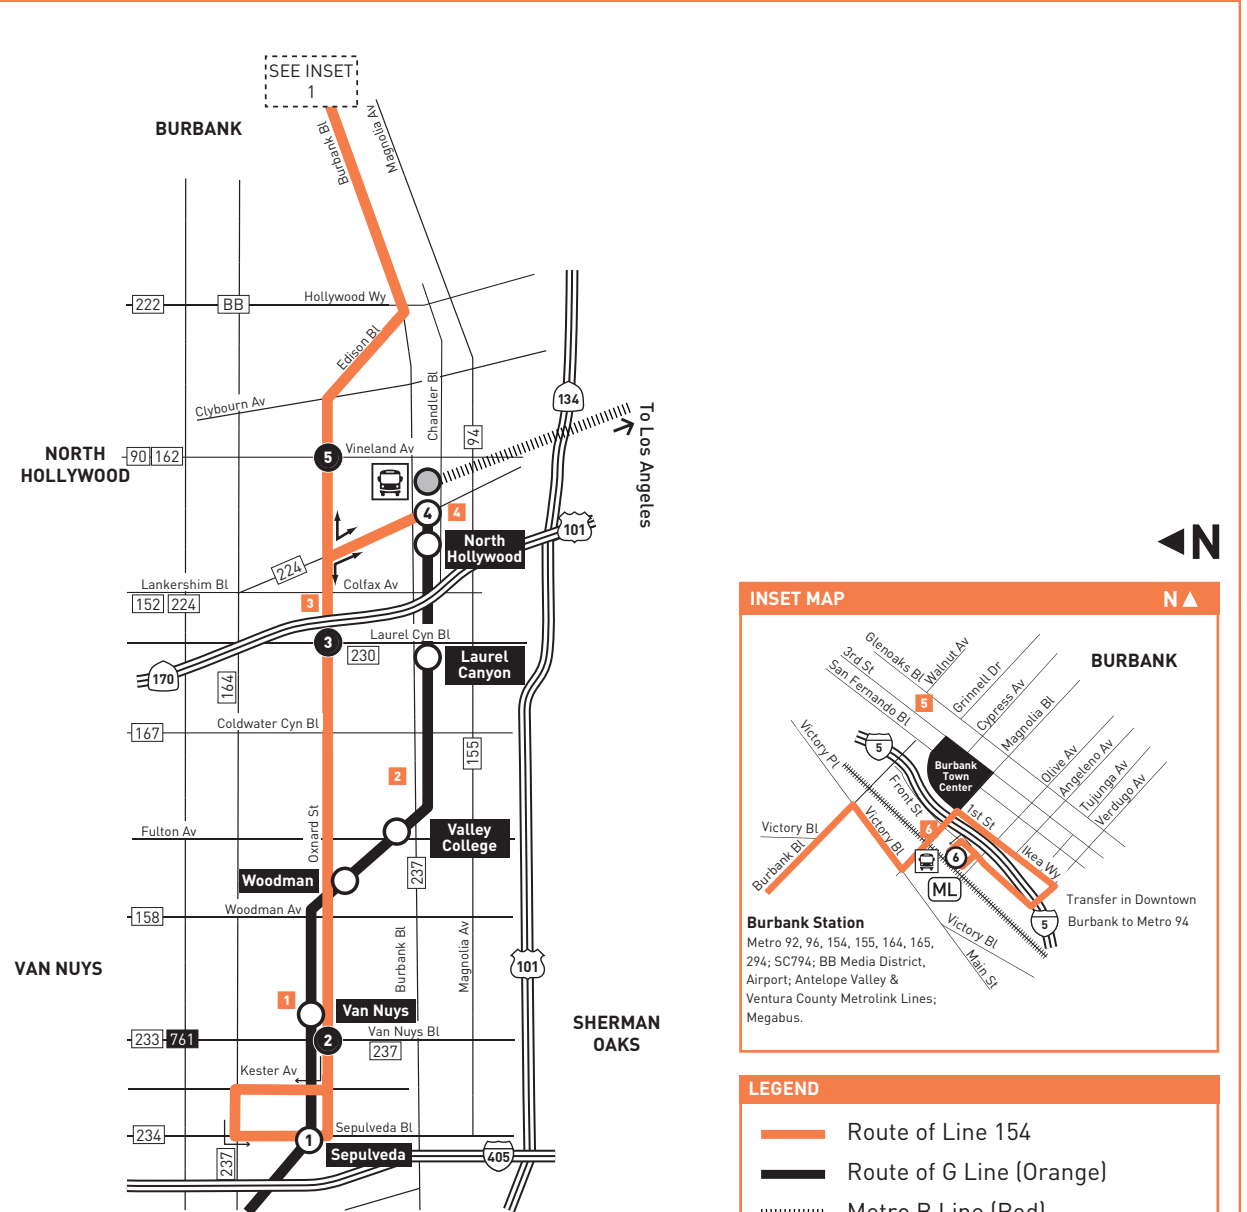 SEE INSET
1
BURBANK
Burbank Bl
Magnolia Av
222
BB
Hollywood Wy
Edison Bl
Clybourn Av
Chandler Bl
134
To Los Angeles
94
NORTH
HOLLYWOOD
90 162
5
Vineland Av
4
4
101
North
Hollywood
224
Lankershim Bl
Colfax Av
152 224
3
3
Laurel Cyn Bl
230
Laurel
Canyon
170
164
Coldwater Cyn Bl
167
155
2
Oxnard St
Fulton Av
Valley
College
237
Woodman
Woodman Av
158
Burbank Bl
Magnolia Av
101
VAN NUYS
1
Van Nuys
233 761
2
Van Nuys Bl
237
SHERMAN
OAKS
Kester Av
234
1
Sepulveda Bl
Sepulveda
237
405
N
INSET MAP
N
BURBANK
Glenoaks Bl
3rd St
San Fernando Bl
Walnut Av
Grinnell Dr
Cypress Av
Magnolia Bl
5
5
Victory Pl
Burbank
Town
Center
Olive Av
Angeleno Av
Tujunga Av
Verdugo Av
Front St
1st St
Victory Bl
Victory Bl
Burbank Bl
6
6
Ikea Wy
ML
Transfer in Downtown
Burbank to Metro 94
5
Victory Bl
Main St
Burbank Station
Metro 92, 96, 154, 155, 164, 165,
294; SC794; BB Media District,
Airport; Antelope Valley &
Ventura County Metrolink Lines;
Megabus.
LEGEND
Route of Line 154
Route of G Line (Orange)
Metro B Line (Red)